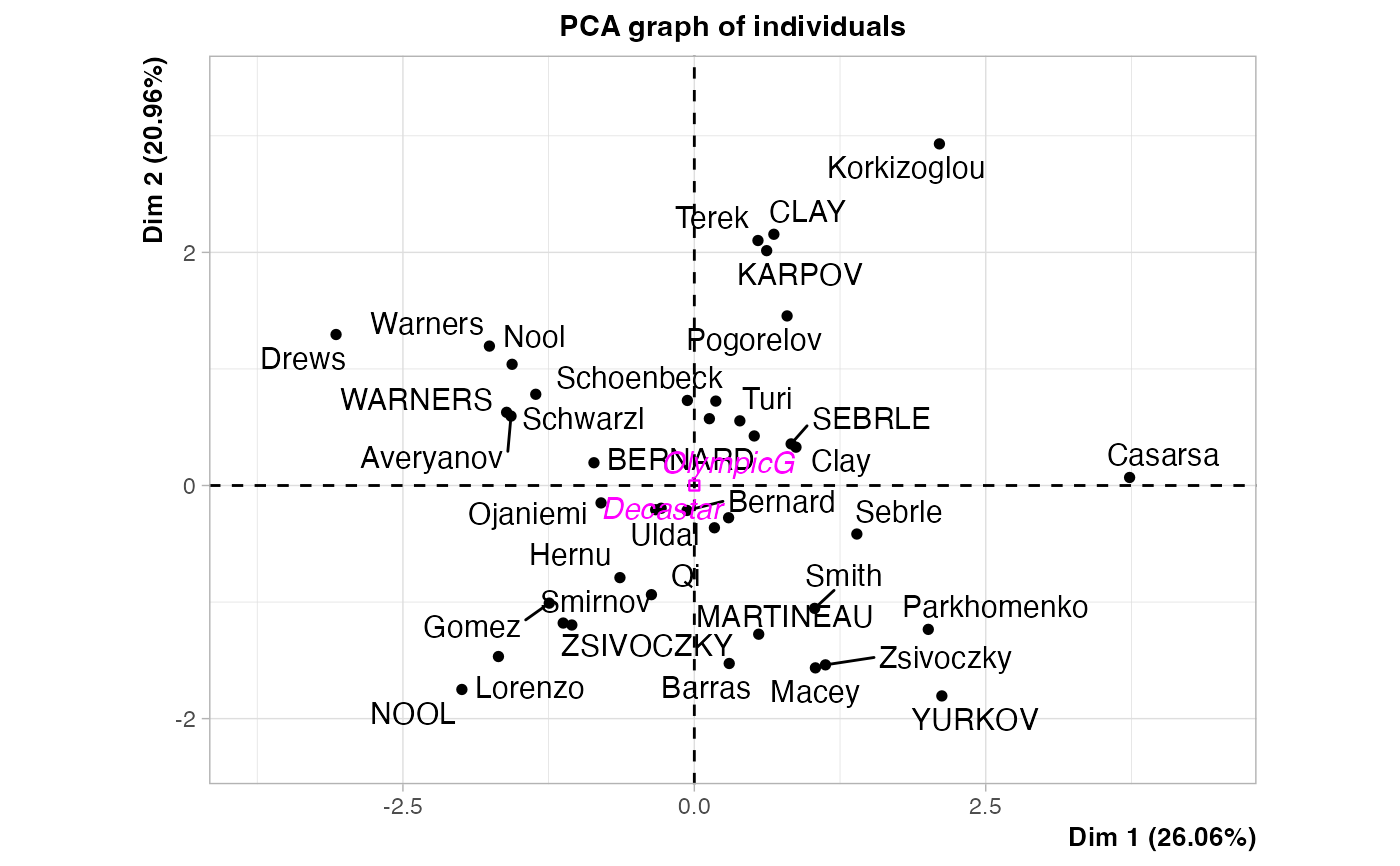 PCA graph of individuals
Dim 2 (20.96%)
Korkizoglou
Terek
CLAY
2
KARPOV
Warners
Nool
Pogorelov
Drews
Schoenbeck
WARNERS
Schwarzl
Turi
SEBRLE
Averyanov
BERNARD
OlympicG
Clay
Casarsa
0
Ojaniemi
Decastar
Bernard
Sebrle
Uldal
Hernu
Qi
Smith
Smirnov
MARTINEAU
Parkhomenko
Gomez
ZSIVOCZKY
Zsivoczky
Lorenzo
Barras
Macey
NOOL
YURKOV
-2
-2.5
0.0
2.5
Dim 1 (26.06%)